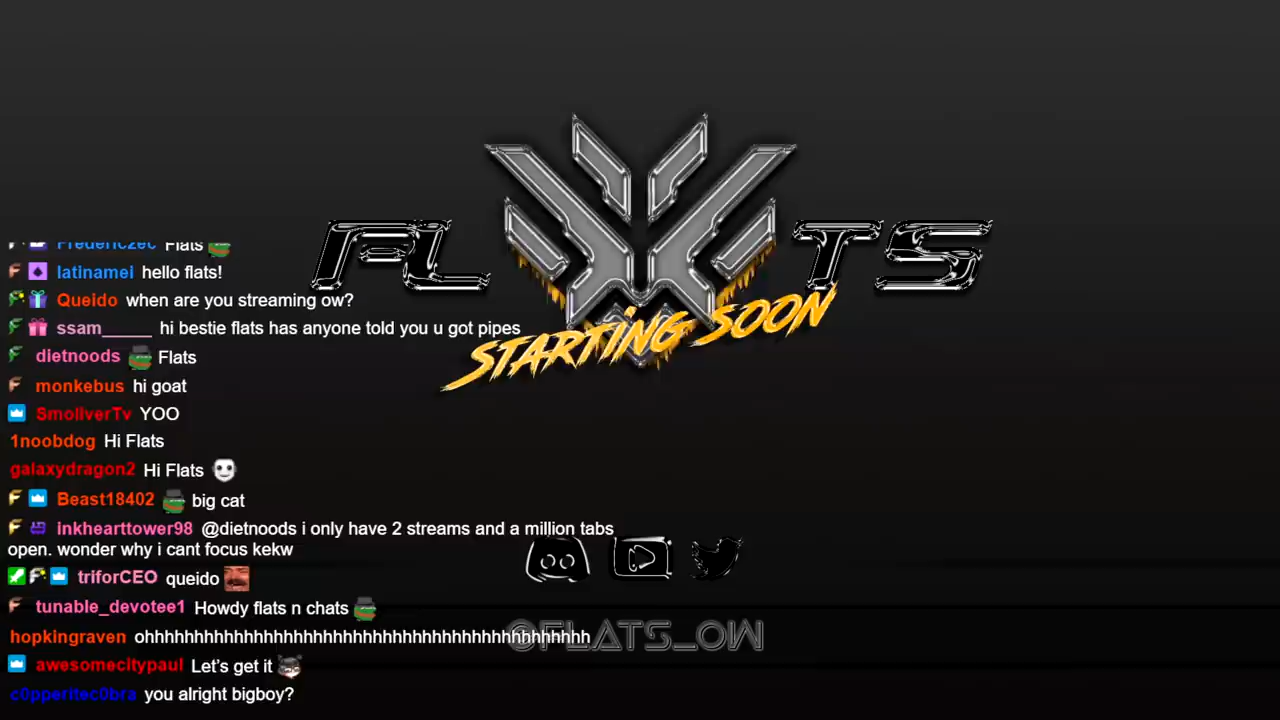 FL TS
STARTING SOON
Frederic2ec Flats
latinamei hello flats!
Queido when are you streaming ow?
ssam_____ hi bestie flats has anyone told you u got pipes
dietnoods Flats
monkebus hi goat
SmoliverTv YOO
1noobdog Hi Flats
galaxydragon2 Hi Flats
Beast18402 big cat
inkhearttower98 @dietnoods i only have 2 streams and a million tabs
open. wonder why i cant focus kekw
triforCEO queido
tunable_devotee1 Howdy flats n chats
hopkingraven ohhhhhhhhhhhhhhhhhhhhhhhhhhhhhhhhhhhhhhhhhhhhh
awesomecitypaul Let's get it
c0pperitec0bra you alright bigboy?
@FLATS_OW